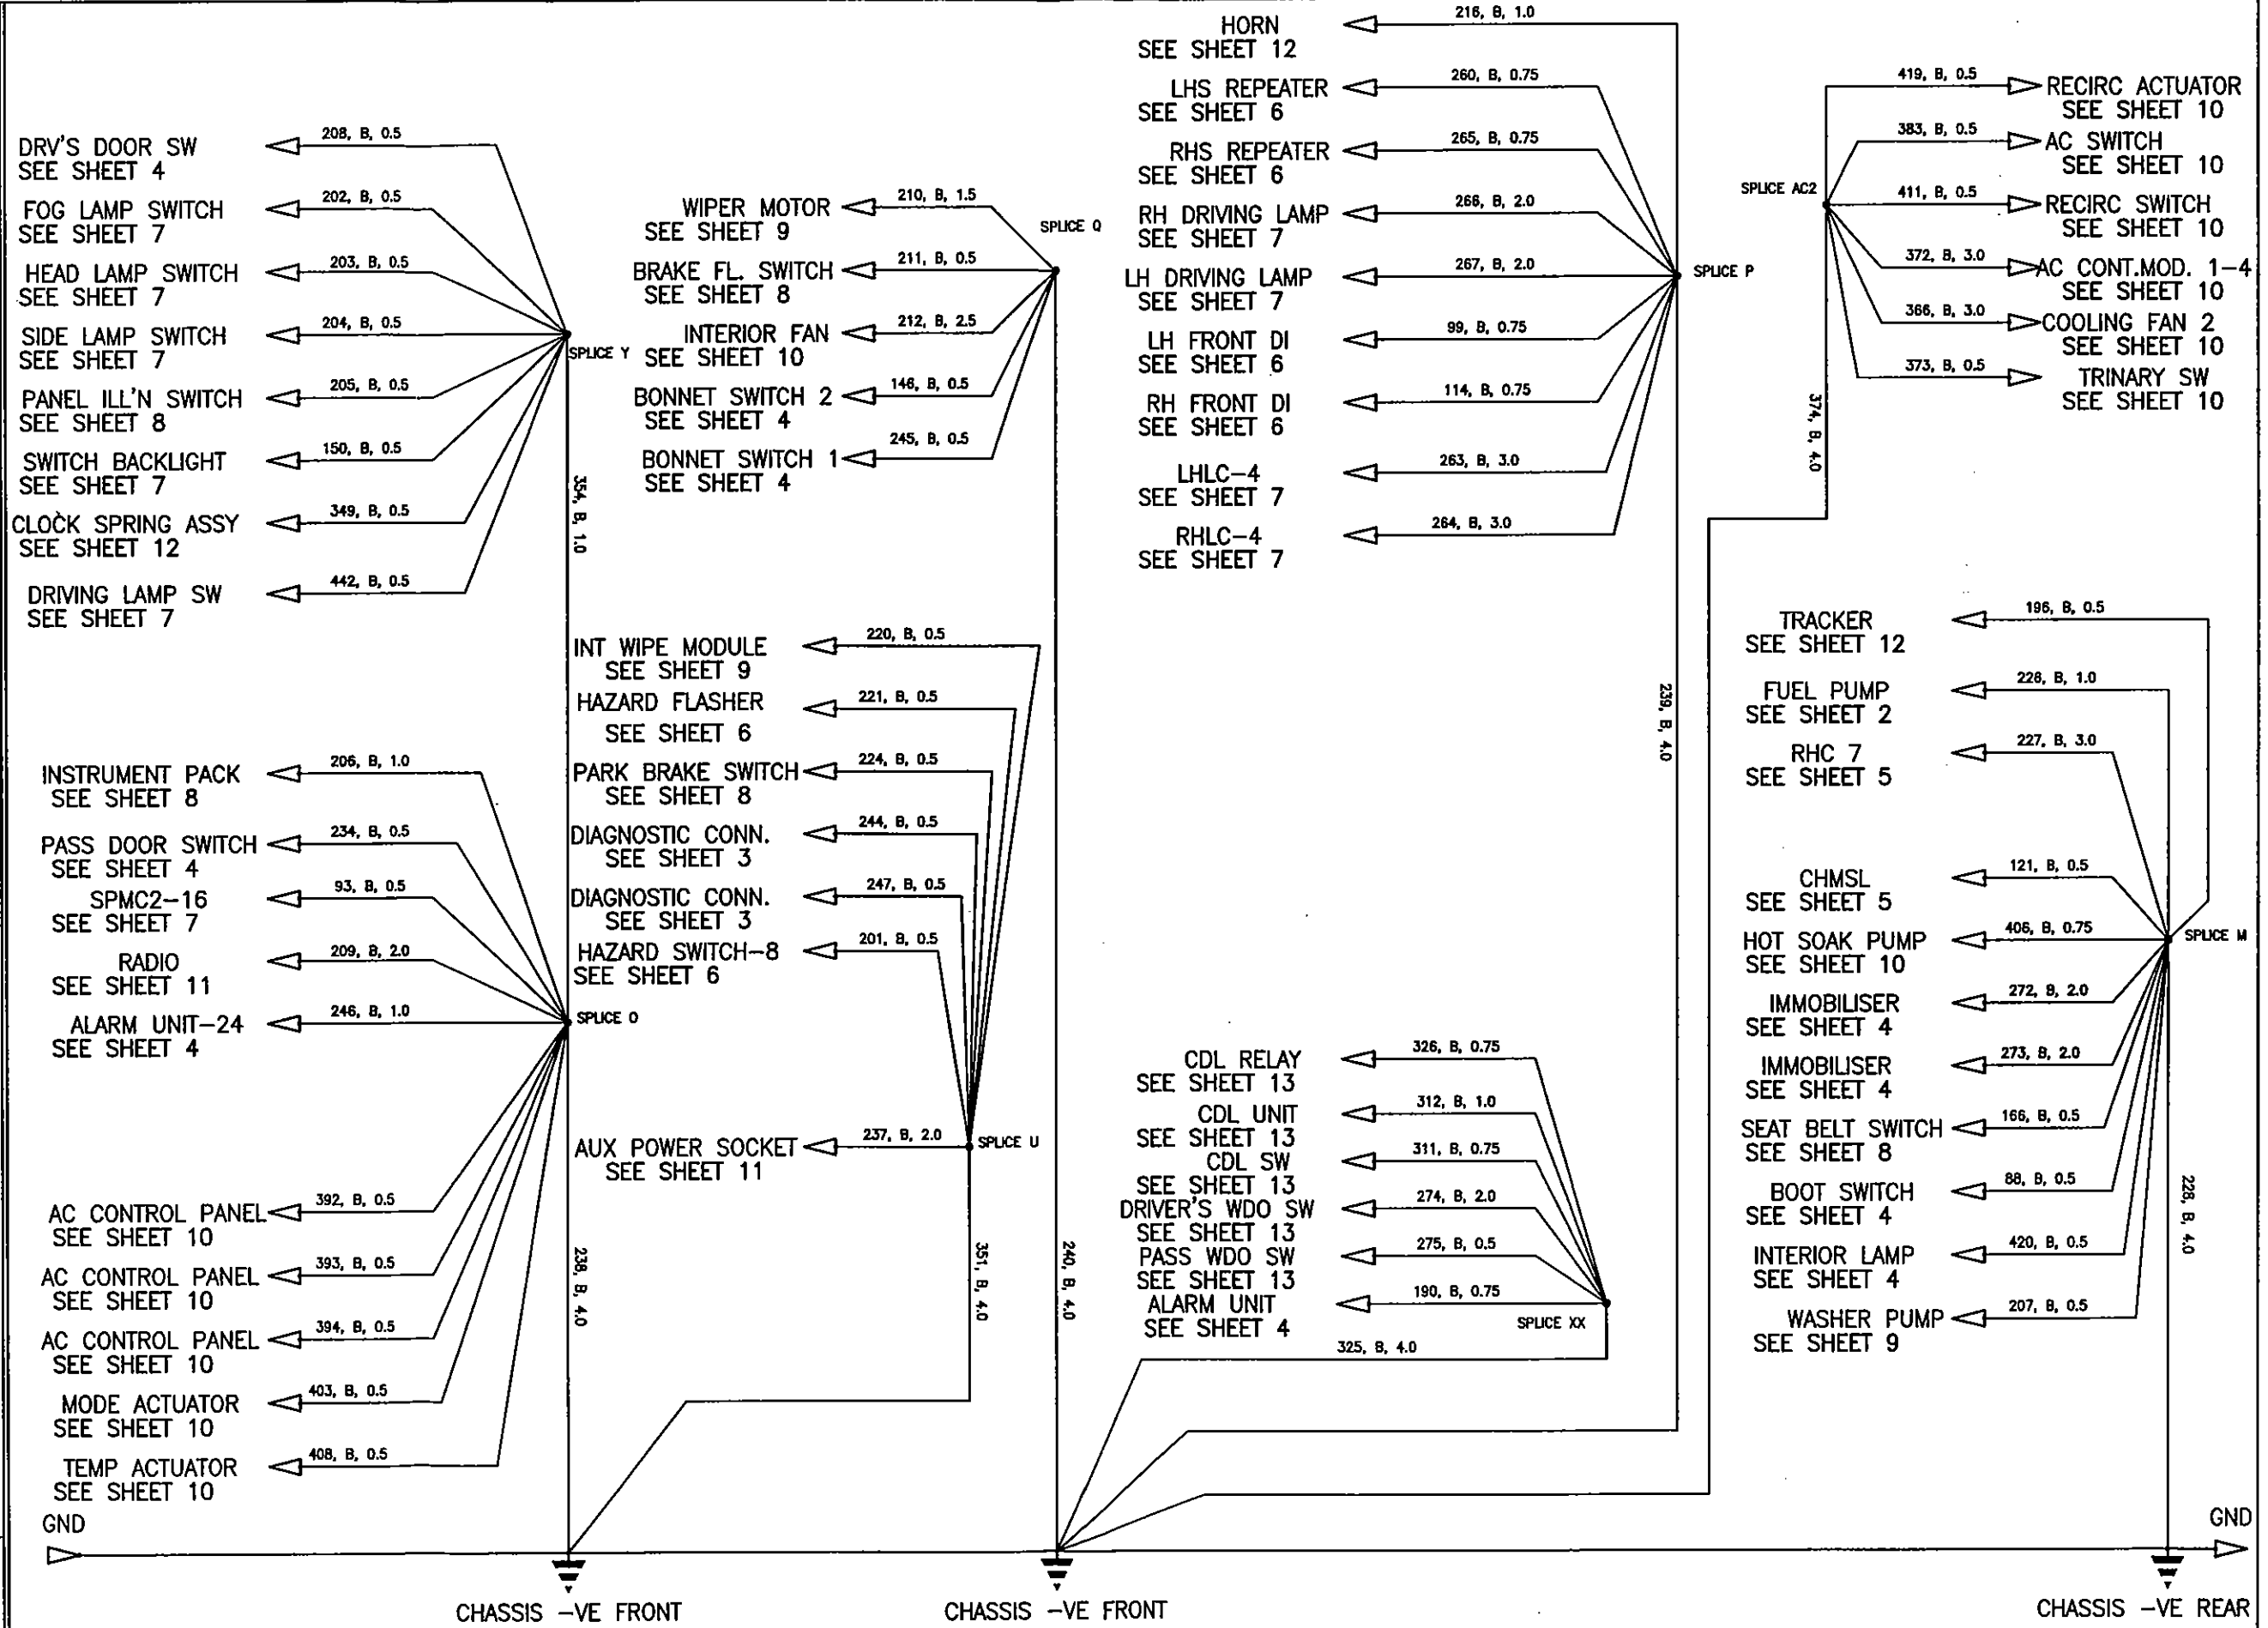 DRV'S DOOR SW
SEE SHEET 4
208, B, 0.5
FOG LAMP SWITCH
SEE SHEET 7
202, B, 0.5
HEAD LAMP SWITCH
SEE SHEET 7
203, B, 0.5
SIDE LAMP SWITCH
SEE SHEET 7
204, B, 0.5
PANEL ILL'N SWITCH
SEE SHEET 8
205, B, 0.5
SWITCH BACKLIGHT
SEE SHEET 7
150, B, 0.5
CLOCK SPRING ASSY
SEE SHEET 12
349, B, 0.5
DRIVING LAMP SW
SEE SHEET 7
442, B, 0.5
SPLICE Y
354, B, 1.0
INSTRUMENT PACK
SEE SHEET 8
206, B, 1.0
PASS DOOR SWITCH
SEE SHEET 4
234, B, 0.5
SPMC2-16
SEE SHEET 7
93, B, 0.5
RADIO
SEE SHEET 11
209, B, 2.0
ALARM UNIT-24
SEE SHEET 4
246, B, 1.0
SPLICE O
AC CONTROL PANEL
SEE SHEET 10
392, B, 0.5
AC CONTROL PANEL
SEE SHEET 10
393, B, 0.5
AC CONTROL PANEL
SEE SHEET 10
394, B, 0.5
MODE ACTUATOR
SEE SHEET 10
403, B, 0.5
TEMP ACTUATOR
SEE SHEET 10
408, B, 0.5
238, B, 4.0
WIPER MOTOR
SEE SHEET 9
210, B, 1.5
BRAKE FL. SWITCH
SEE SHEET 8
211, B, 0.5
INTERIOR FAN
SEE SHEET 10
212, B, 2.5
BONNET SWITCH 2
SEE SHEET 4
146, B, 0.5
BONNET SWITCH 1
SEE SHEET 4
245, B, 0.5
SPLICE Q
INT WIPE MODULE
SEE SHEET 9
220, B, 0.5
HAZARD FLASHER
SEE SHEET 6
221, B, 0.5
PARK BRAKE SWITCH
SEE SHEET 8
224, B, 0.5
DIAGNOSTIC CONN.
SEE SHEET 3
244, B, 0.5
DIAGNOSTIC CONN.
SEE SHEET 3
247, B, 0.5
HAZARD SWITCH-8
SEE SHEET 6
201, B, 0.5
AUX POWER SOCKET
SEE SHEET 11
237, B, 2.0
SPLICE U
351, B, 4.0
240, B, 4.0
HORN
SEE SHEET 12
216, B, 1.0
LHS REPEATER
SEE SHEET 6
260, B, 0.75
RHS REPEATER
SEE SHEET 6
265, B, 0.75
RH DRIVING LAMP
SEE SHEET 7
266, B, 2.0
LH DRIVING LAMP
SEE SHEET 7
267, B, 2.0
LH FRONT DI
SEE SHEET 6
99, B, 0.75
RH FRONT DI
SEE SHEET 6
114, B, 0.75
LHLC-4
SEE SHEET 7
263, B, 3.0
RHLC-4
SEE SHEET 7
264, B, 3.0
SPLICE P
239, B, 4.0
CDL RELAY
SEE SHEET 13
326, B, 0.75
CDL UNIT
SEE SHEET 13
312, B, 1.0
CDL SW
SEE SHEET 13
311, B, 0.75
DRIVER'S WDO SW
SEE SHEET 13
274, B, 2.0
PASS WDO SW
SEE SHEET 13
275, B, 0.5
ALARM UNIT
SEE SHEET 4
190, B, 0.75
SPLICE XX
325, B, 4.0
419, B, 0.5
RECIRC ACTUATOR
SEE SHEET 10
383, B, 0.5
AC SWITCH
SEE SHEET 10
SPLICE AC2
411, B, 0.5
RECIRC SWITCH
SEE SHEET 10
372, B, 3.0
AC CONT.MOD. 1-4
SEE SHEET 10
366, B, 3.0
COOLING FAN 2
SEE SHEET 10
373, B, 0.5
TRINARY SW
SEE SHEET 10
374, B, 4.0
TRACKER
SEE SHEET 12
196, B, 0.5
FUEL PUMP
SEE SHEET 2
226, B, 1.0
RHC 7
SEE SHEET 5
227, B, 3.0
CHMSL
SEE SHEET 5
121, B, 0.5
HOT SOAK PUMP
SEE SHEET 10
406, B, 0.75
SPLICE M
IMMOBILISER
SEE SHEET 4
272, B, 2.0
IMMOBILISER
SEE SHEET 4
273, B, 2.0
SEAT BELT SWITCH
SEE SHEET 8
166, B, 0.5
BOOT SWITCH
SEE SHEET 4
88, B, 0.5
INTERIOR LAMP
SEE SHEET 4
420, B, 0.5
WASHER PUMP
SEE SHEET 9
207, B, 0.5
228, B, 4.0
GND
GND
CHASSIS -VE FRONT
CHASSIS -VE FRONT
CHASSIS -VE REAR